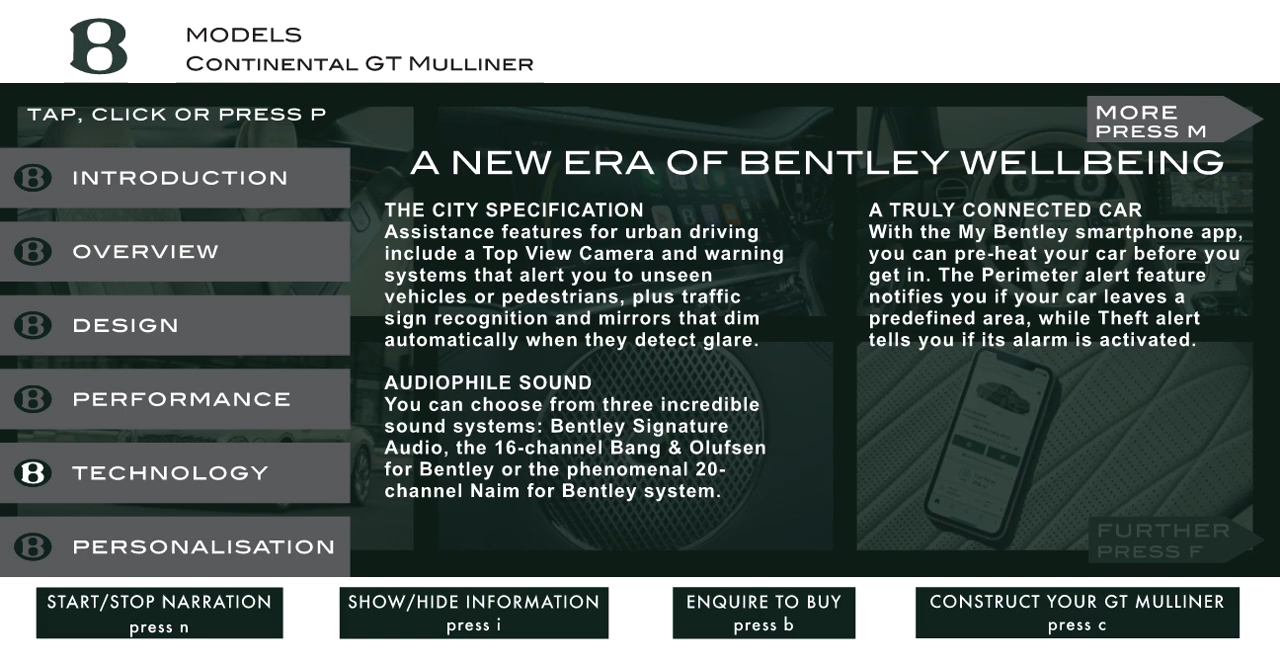 B
MODELS
CONTINENTAL GT MULLINER
TAP, CLICK OR PRESS P
MORE
PRESS M
A NEW ERA OF BENTLEY WELLBEING
B INTRODUCTION
B OVERVIEW
B DESIGN
B PERFORMANCE
B TECHNOLOGY
B PERSONALISATION
THE CITY SPECIFICATION
Assistance features for urban driving
include a Top View Camera and warning
systems that alert you to unseen
vehicles or pedestrians, plus traffic
sign recognition and mirrors that dim
automatically when they detect glare.
AUDIOPHILE SOUND
You can choose from three incredible
sound systems: Bentley Signature
Audio, the 16-channel Bang & Olufsen
for Bentley or the phenomenal 20-
channel Naim for Bentley system.
A TRULY CONNECTED CAR
With the My Bentley smartphone app,
you can pre-heat your car before you
get in. The Perimeter alert feature
notifies you if your car leaves a
predefined area, while Theft alert
tells you if its alarm is activated.
FURTHER
PRESS F
START/STOP NARRATION
press n
SHOW/HIDE INFORMATION
press i
ENQUIRE TO BUY
press b
CONSTRUCT YOUR GT MULLINER
press c